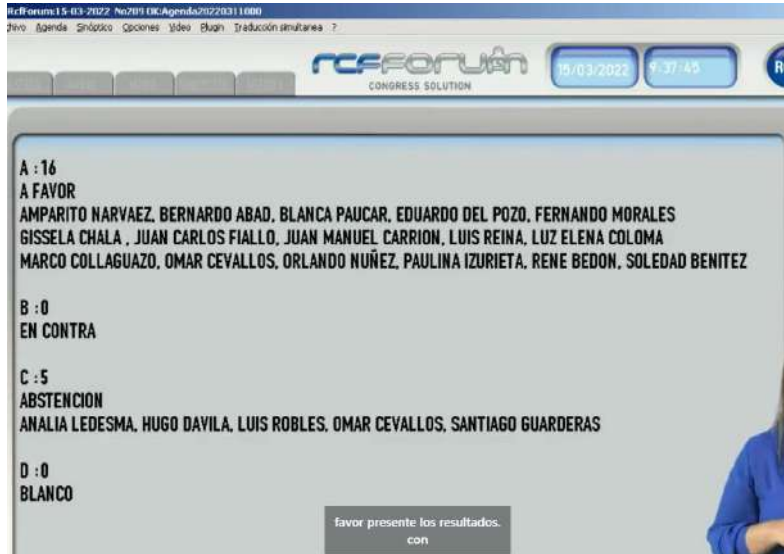 RcfForum:15-03-2022 No209 OK:Agenda20220311000
chivo Agenda Sinóptico Opciones Video Plugin Traducción simultanea ?
rcfforum
CONGRESS SOLUTION
15/03/2022 9:37:45
A :16
A FAVOR
AMPARITO NARVAEZ, BERNARDO ABAD, BLANCA PAUCAR, EDUARDO DEL POZO, FERNANDO MORALES
GISSELA CHALA , JUAN CARLOS FIALLO, JUAN MANUEL CARRION, LUIS REINA, LUZ ELENA COLOMA
MARCO COLLAGUAZO, OMAR CEVALLOS, ORLANDO NUÑEZ, PAULINA IZURIETA, RENE BEDON, SOLEDAD BENITEZ
B :0
EN CONTRA
C :5
ABSTENCION
ANALIA LEDESMA, HUGO DAVILA, LUIS ROBLES, OMAR CEVALLOS, SANTIAGO GUARDERAS
D :0
BLANCO
favor presente los resultados.
con